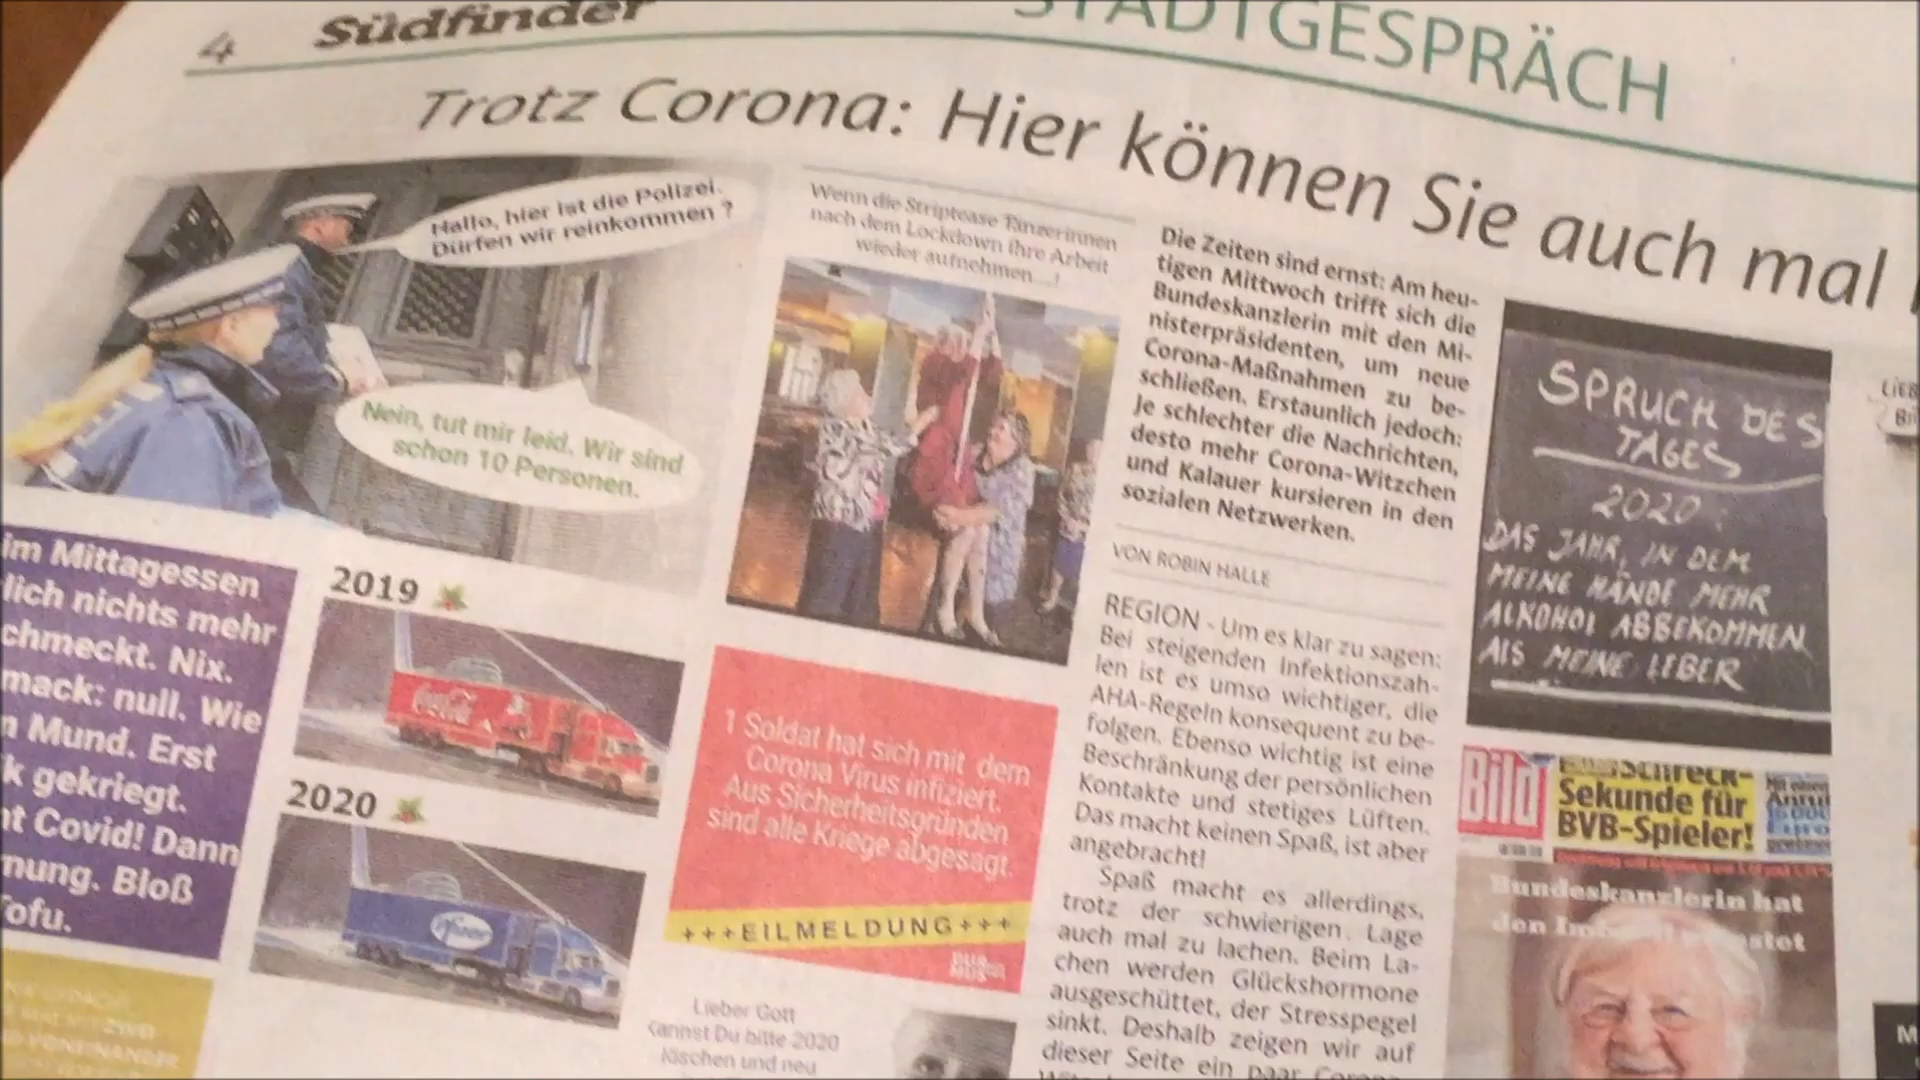 4
Südfinder
STADTGESPRÄCH
Trotz Corona: Hier können Sie auch mal
Hallo, hier ist die Polizei.
Dürfen wir reinkommen ?
Nein, tut mir leid. Wir sind
schon 10 Personen.
im Mittagessen
lich nichts mehr
chmeckt. Nix.
mack: null. Wie
Mund. Erst
k gekriegt.
ht Covid! Dann
nung. Bloß
Tofu.
2019
Coca-Cola
2020
Pfizer
Wenn die Striptease Tänzerinnen
nach dem Lockdown ihre Arbeit
wieder aufnehmen....!
1 Soldat hat sich mit dem
Corona Virus infiziert.
Aus Sicherheitsgründen
sind alle Kriege abgesagt.
+++EILMELDUNG+++
Lieber Gott
Kannst Du bitte 2020
löschen und neu
Die Zeiten sind ernst: Am heu-
tigen Mittwoch trifft sich die
Bundeskanzlerin mit den Mi-
nisterpräsidenten, um neue
Corona-Maßnahmen zu be-
schließen. Erstaunlich jedoch:
Je schlechter die Nachrichten,
desto mehr Corona-Witzchen
und Kalauer kursieren in den
sozialen Netzwerken.
VON ROBIN HALLE
REGION - Um es klar zu sagen:
Bei steigenden Infektionszah-
len ist es umso wichtiger, die
AHA-Regeln konsequent zu be-
folgen. Ebenso wichtig ist eine
Beschränkung der persönlichen
Kontakte und stetiges Lüften.
Das macht keinen Spaß, ist aber
angebracht!
Spaß macht es allerdings,
trotz der schwierigen Lage
auch mal zu lachen. Beim La-
chen werden Glückshormone
ausgeschüttet, der Stresspegel
sinkt. Deshalb zeigen wir auf
dieser Seite ein paar Corona-
SPRUCH DES
TAGES
2020:
DAS JAHR, IN DEM
MEINE HÄNDE MEHR
ALKOHOL ABBEKOMMEN
ALS MEINE LEBER
Bild
Schreck-
Sekunde für
BVB-Spieler!
Bundeskanzlerin hat
den